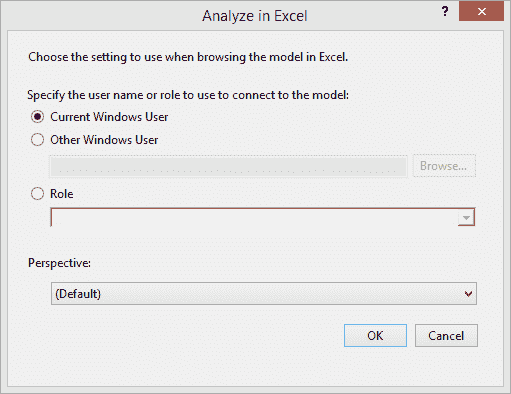 Analyze in Excel
?
Choose the setting to use when browsing the model in Excel.
Specify the user name or role to use to connect to the model:
Current Windows User
Other Windows User
Browse...
Role
Perspective:
(Default)
OK Cancel